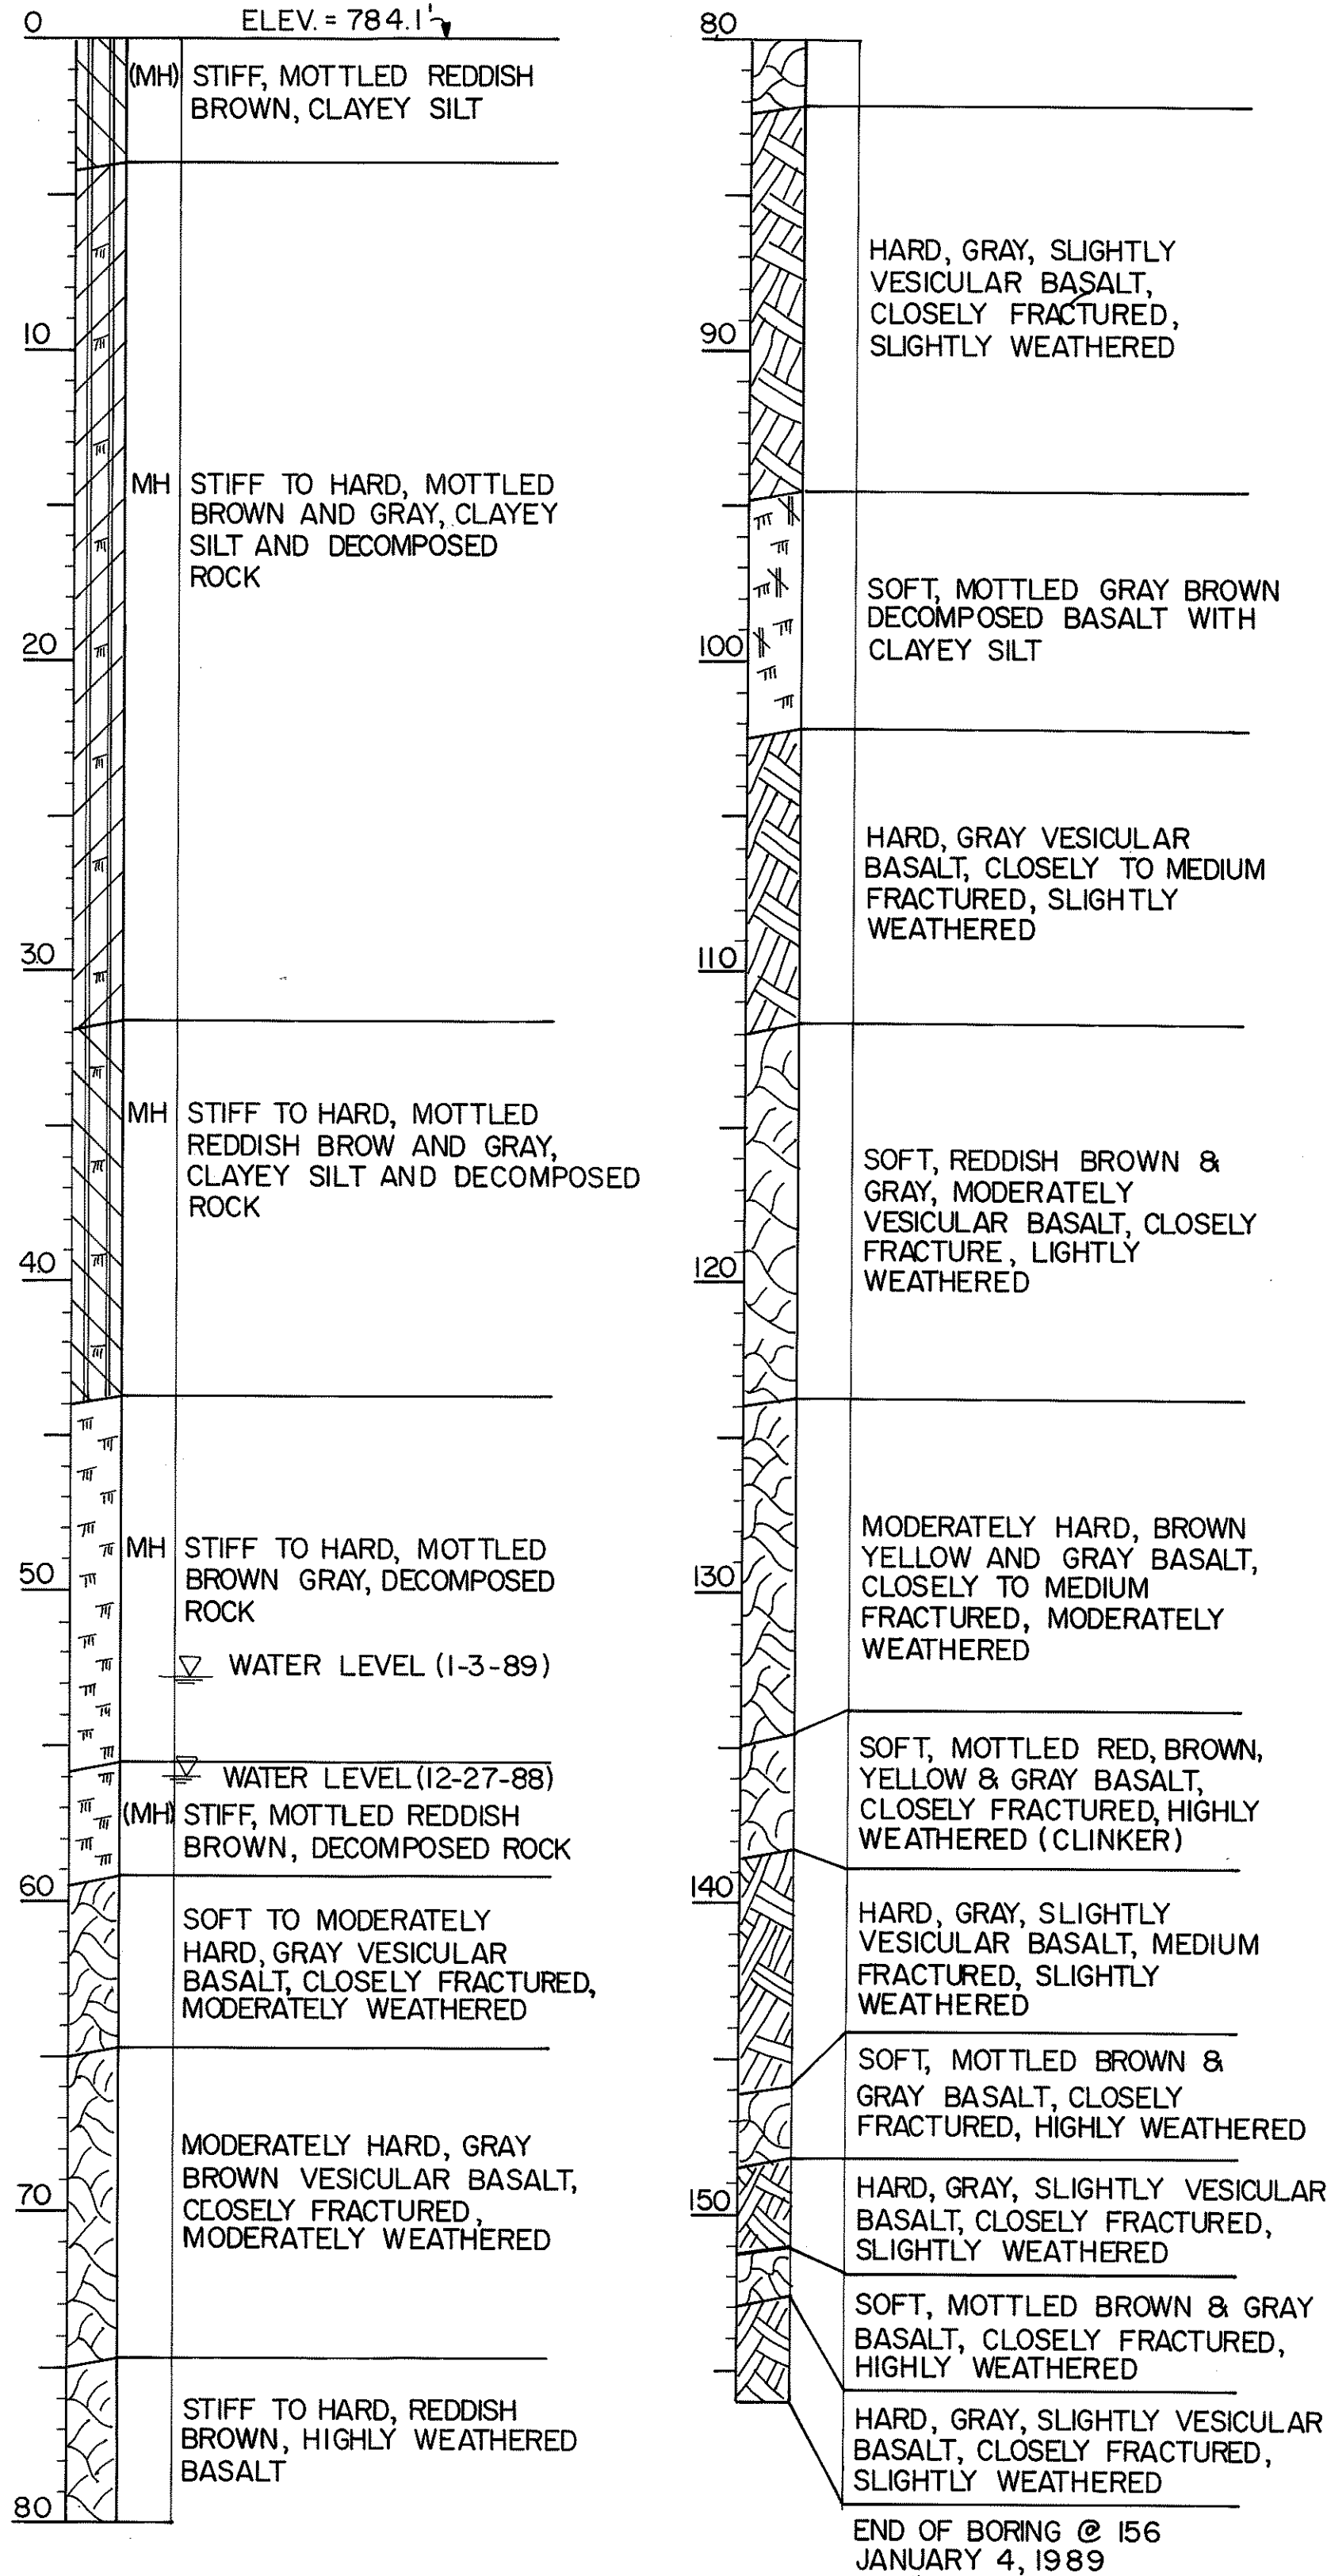 0
ELEV. = 784.1'
(MH) STIFF, MOTTLED REDDISH
BROWN, CLAYEY SILT
10
MH STIFF TO HARD, MOTTLED
BROWN AND GRAY, CLAYEY
SILT AND DECOMPOSED
ROCK
20
30
MH STIFF TO HARD, MOTTLED
REDDISH BROW AND GRAY,
CLAYEY SILT AND DECOMPOSED
ROCK
40
MH STIFF TO HARD, MOTTLED
BROWN GRAY, DECOMPOSED
ROCK
50
WATER LEVEL (1-3-89)
WATER LEVEL (12-27-88)
(MH) STIFF, MOTTLED REDDISH
BROWN, DECOMPOSED ROCK
60
SOFT TO MODERATELY
HARD, GRAY VESICULAR
BASALT, CLOSELY FRACTURED,
MODERATELY WEATHERED
MODERATELY HARD, GRAY
BROWN VESICULAR BASALT,
CLOSELY FRACTURED,
MODERATELY WEATHERED
70
STIFF TO HARD, REDDISH
BROWN, HIGHLY WEATHERED
BASALT
80
80
HARD, GRAY, SLIGHTLY
VESICULAR BASALT,
CLOSELY FRACTURED,
SLIGHTLY WEATHERED
90
SOFT, MOTTLED GRAY BROWN
DECOMPOSED BASALT WITH
CLAYEY SILT
100
HARD, GRAY VESICULAR
BASALT, CLOSELY TO MEDIUM
FRACTURED, SLIGHTLY
WEATHERED
110
SOFT, REDDISH BROWN &
GRAY, MODERATELY
VESICULAR BASALT, CLOSELY
FRACTURE, LIGHTLY
WEATHERED
120
MODERATELY HARD, BROWN
YELLOW AND GRAY BASALT,
CLOSELY TO MEDIUM
FRACTURED, MODERATELY
WEATHERED
130
SOFT, MOTTLED RED, BROWN,
YELLOW & GRAY BASALT,
CLOSELY FRACTURED, HIGHLY
WEATHERED (CLINKER)
140
HARD, GRAY, SLIGHTLY
VESICULAR BASALT, MEDIUM
FRACTURED, SLIGHTLY
WEATHERED
SOFT, MOTTLED BROWN &
GRAY BASALT, CLOSELY
FRACTURED, HIGHLY WEATHERED
150
HARD, GRAY, SLIGHTLY VESICULAR
BASALT, CLOSELY FRACTURED,
SLIGHTLY WEATHERED
SOFT, MOTTLED BROWN & GRAY
BASALT, CLOSELY FRACTURED,
HIGHLY WEATHERED
HARD, GRAY, SLIGHTLY VESICULAR
BASALT, CLOSELY FRACTURED,
SLIGHTLY WEATHERED
END OF BORING @ 156
JANUARY 4, 1989